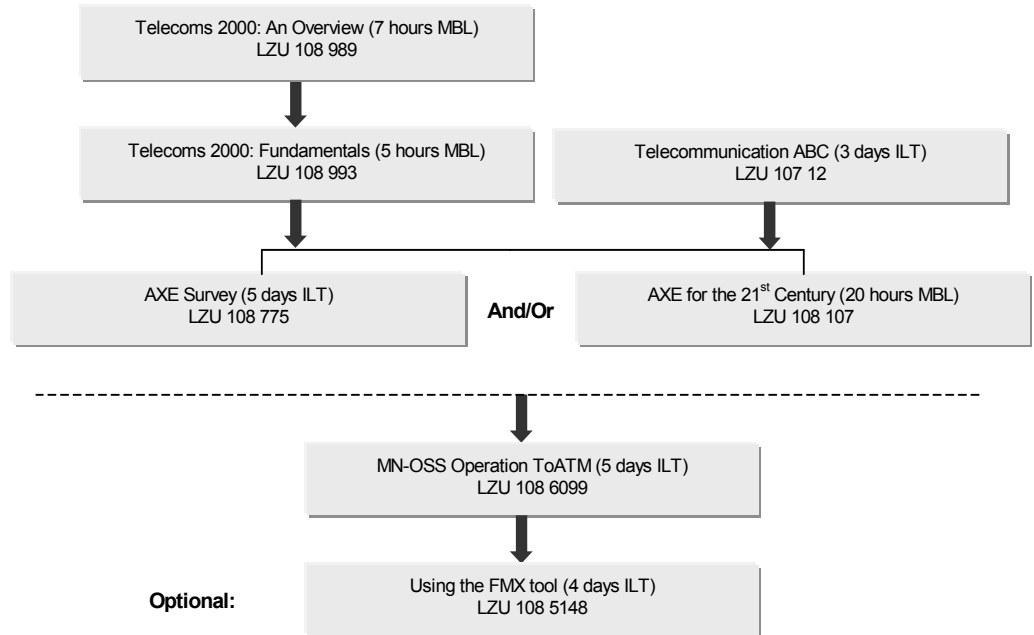 Telecoms 2000: An Overview (7 hours MBL)
LZU 108 989
Telecoms 2000: Fundamentals (5 hours MBL)
LZU 108 993
Telecommunication ABC (3 days ILT)
LZU 107 12
AXE Survey (5 days ILT)
LZU 108 775
And/Or
AXE for the 21st Century (20 hours MBL)
LZU 108 107
MN-OSS Operation ToATM (5 days ILT)
LZU 108 6099
Optional:
Using the FMX tool (4 days ILT)
LZU 108 5148